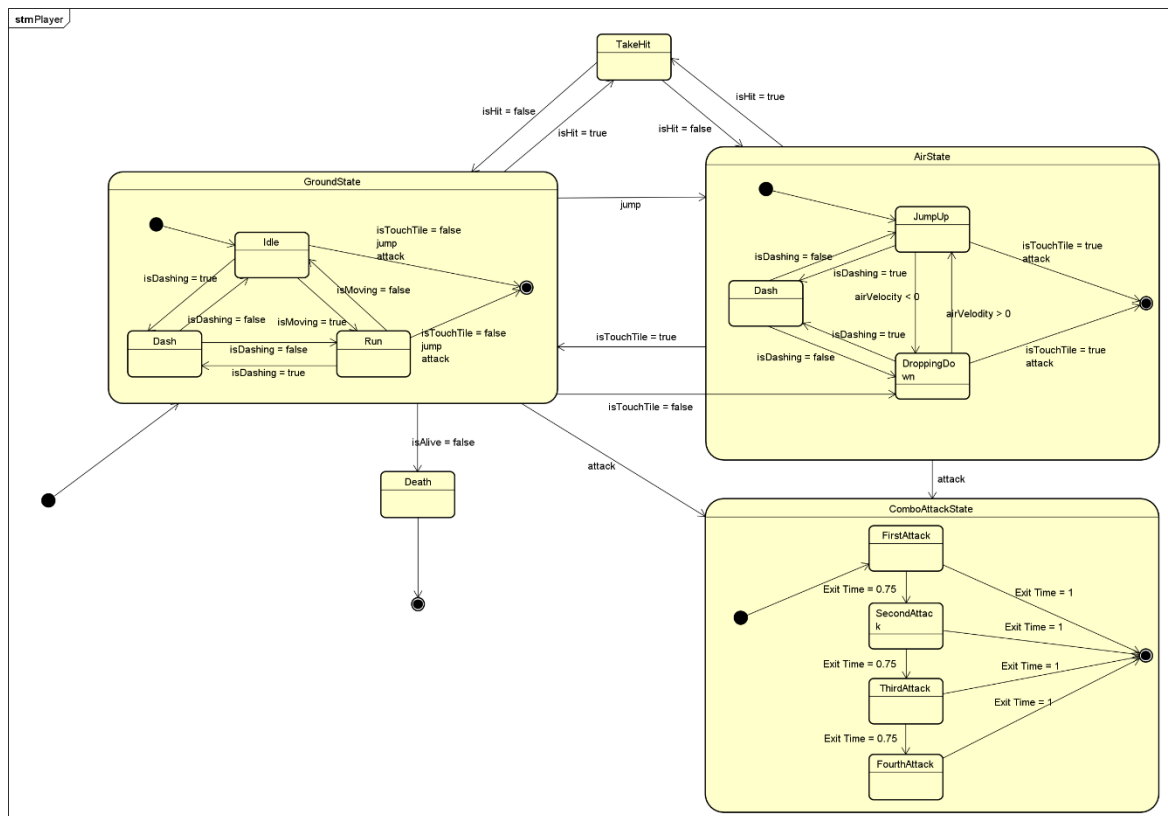 stm Player
TakeHit
isHit = false
isHit = true
isHit = false
isHit = true
GroundState
Idle
isTouchTile = false
jump
attack
isDashing = true
isMoving = false
isDashing = false
isMoving = true
Dash
Run
isDashing = false
isDashing = true
isTouchTile = false
jump
attack
jump
isTouchTile = true
isTouchTile = false
AirState
JumpUp
isDashing = false
isTouchTile = true
attack
isDashing = true
Dash
airVelocity < 0
airVelodity > 0
isDashing = true
isDashing = false
DroppingDo
wn
isTouchTile = true
attack
isAlive = false
Death
attack
attack
ComboAttackState
FirstAttack
Exit Time = 0.75
Exit Time = 1
SecondAttac
k
Exit Time = 1
Exit Time = 0.75
Exit Time = 1
ThirdAttack
Exit Time = 1
Exit Time = 0.75
FourthAttack